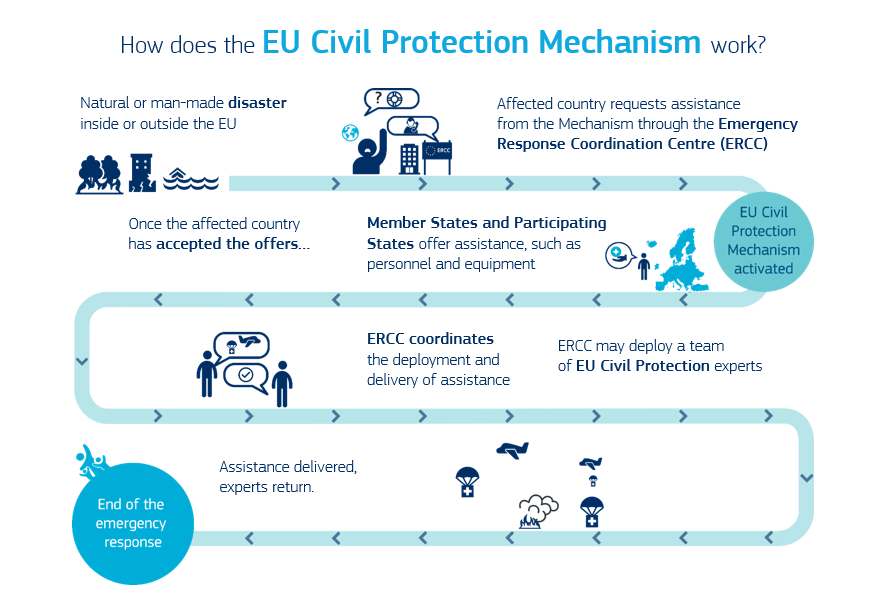 How does the EU Civil Protection Mechanism work?
Natural or man-made disaster
inside or outside the EU
?
ERCC
Affected country requests assistance
from the Mechanism through the Emergency
Response Coordination Centre (ERCC)
EU Civil
Protection
Mechanism
activated
Member States and Participating
States offer assistance, such as
personnel and equipment
Once the affected country
has accepted the offers...
ERCC coordinates
the deployment and
delivery of assistance
ERCC may deploy a team
of EU Civil Protection experts
Assistance delivered,
experts return.
End of the
emergency
response